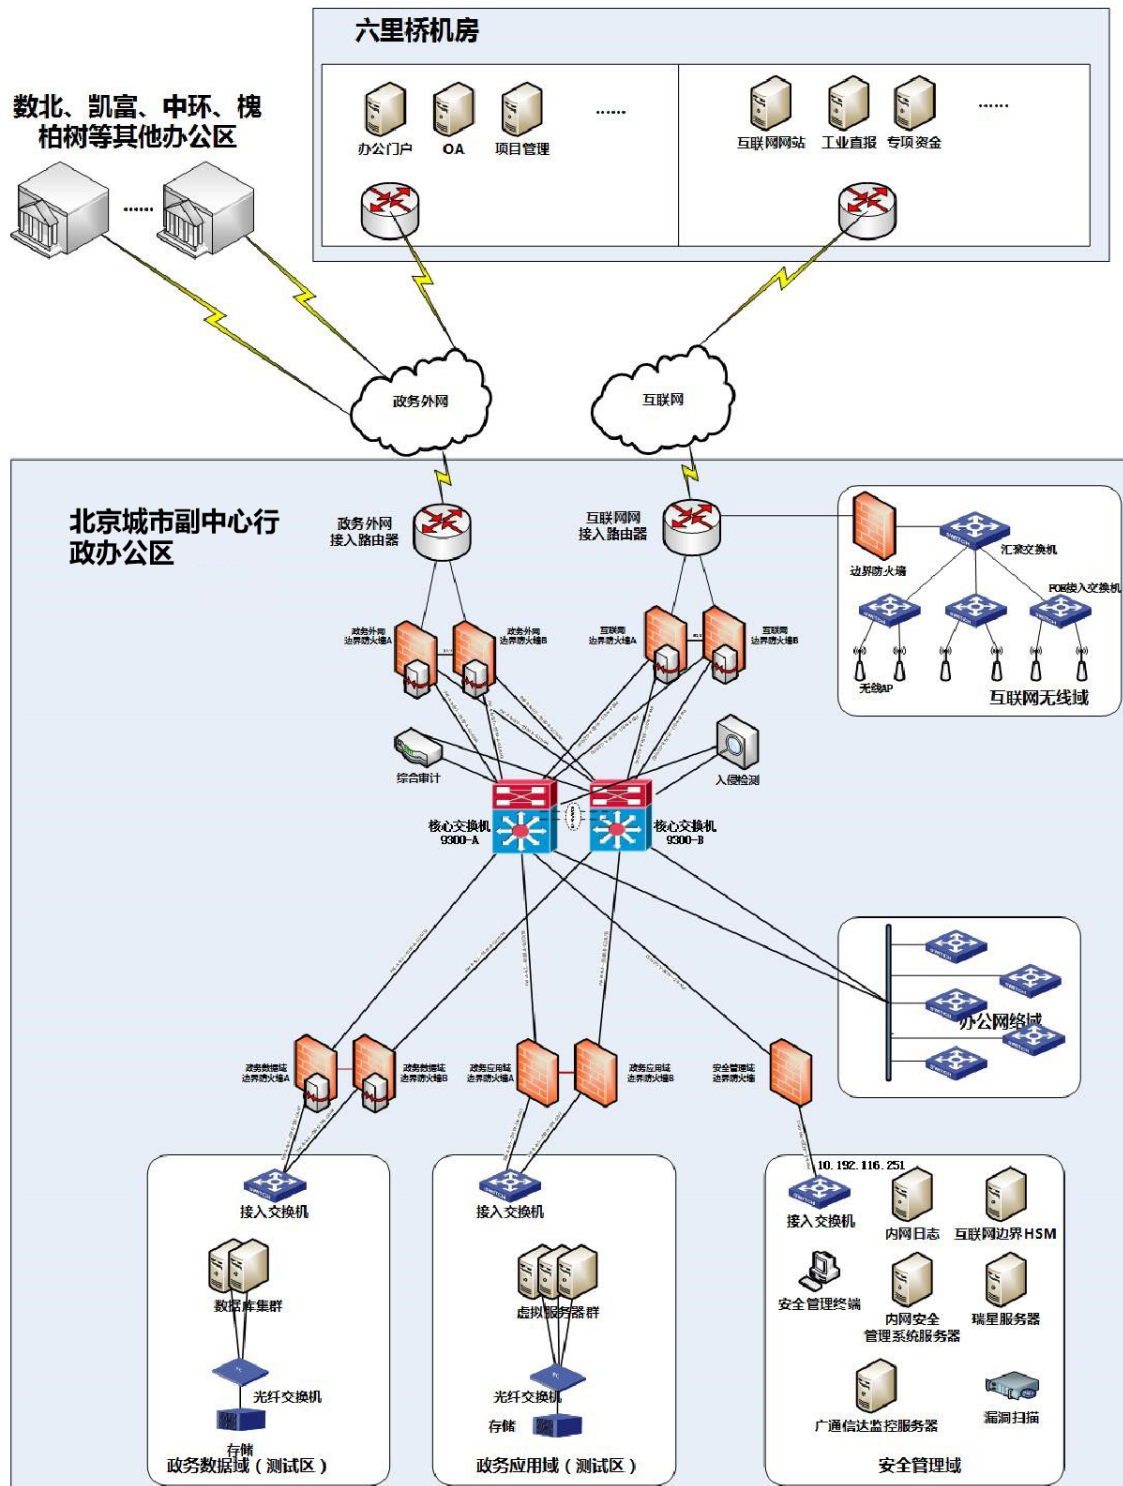 六里桥机房
数北、凯富、中环、槐
柏树等其他办公区
......
办公门户
OA
项目管理
......
互联网网站
工业直报
专项资金
......
政务外网
互联网
北京城市副中心行
政办公区
政务外网
接入路由器
互联网网
接入路由器
边界防火墙
汇聚交换机
POE接入交换机
无线AP
互联网无线域
政务外网
边界防火墙A
政务外网
边界防火墙B
互联网
边界防火墙A
互联网
边界防火墙B
综合审计
入侵检测
核心交换机
9300-A
核心交换机
9300-B
办公网络域
政务数据域
边界防火墙A
政务数据域
边界防火墙B
政务应用域
边界防火墙A
政务应用域
边界防火墙B
安全管理域
边界防火墙
接入交换机
数据库集群
光纤交换机
存储
政务数据域（测试区）
接入交换机
虚拟服务器群
光纤交换机
存储
政务应用域（测试区）
10.192.116.251
接入交换机
内网日志
互联网边界HSM
安全管理终端
内网安全
管理系统服务器
瑞星服务器
广通信达监控服务器
漏洞扫描
安全管理域